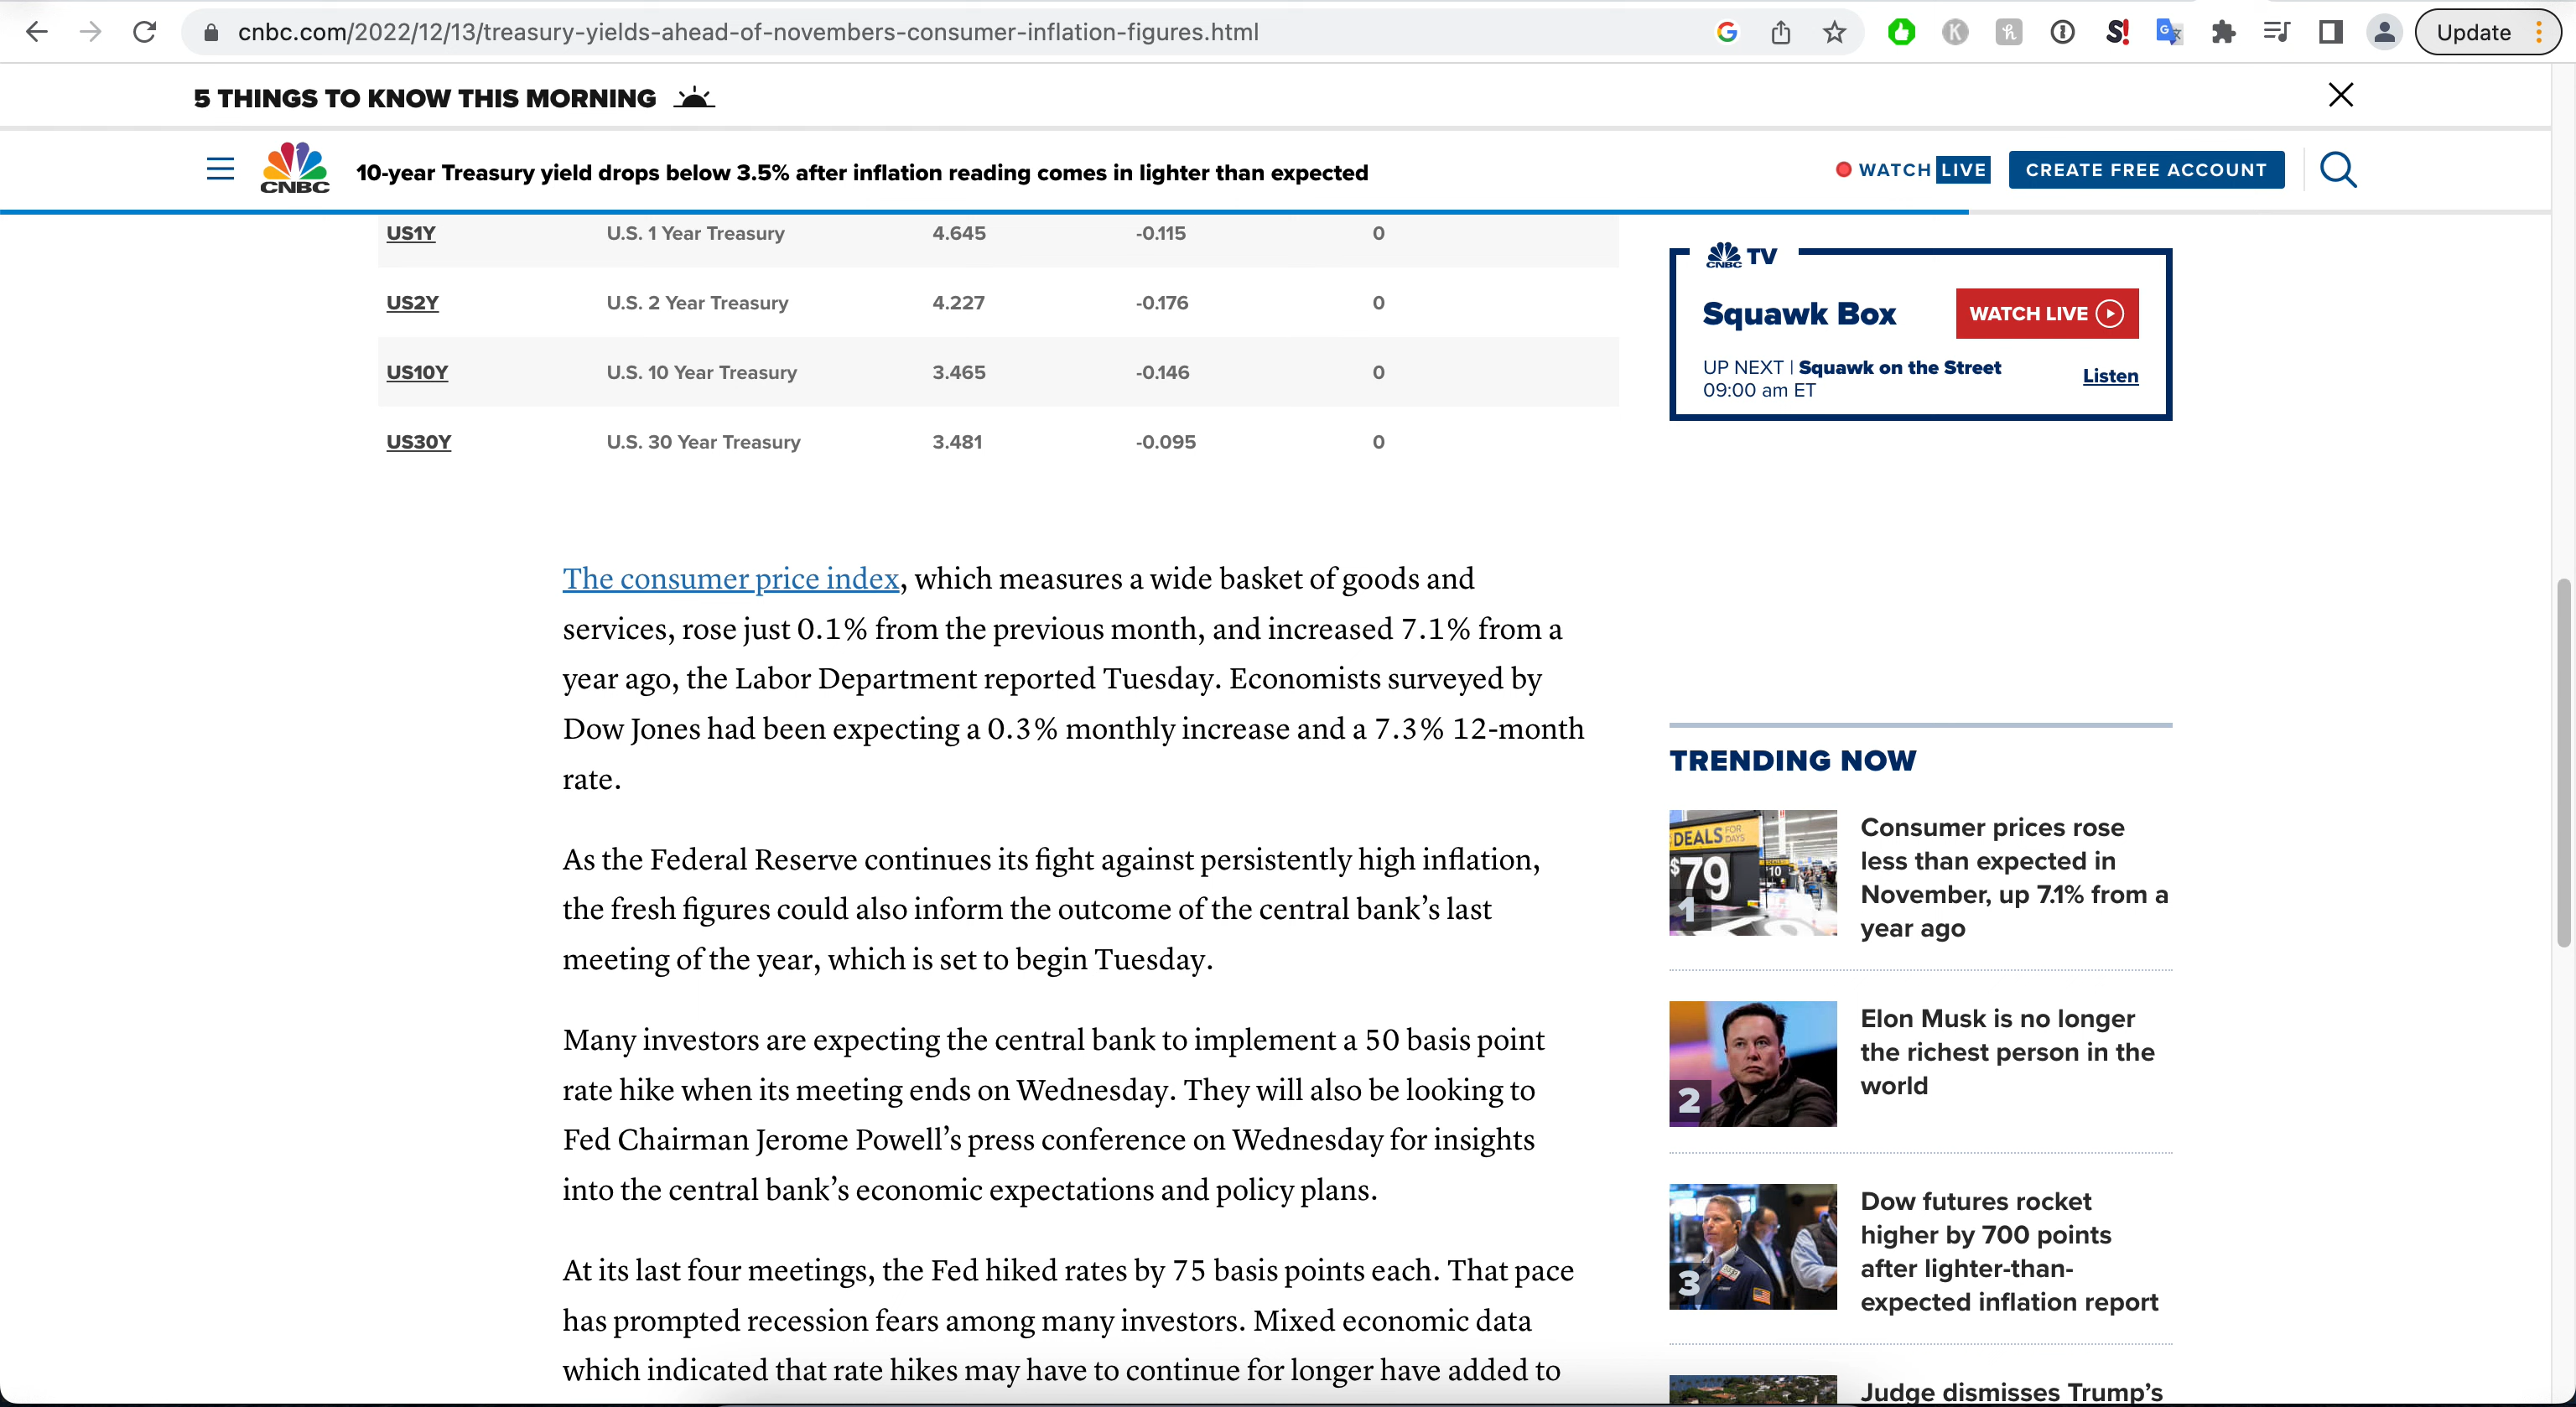 cnbc.com/2022/12/13/treasury-yields-ahead-of-novembers-consumer-inflation-figures.html
Update
5 THINGS TO KNOW THIS MORNING
CNBC
10-year Treasury yield drops below 3.5% after inflation reading comes in lighter than expected
WATCH LIVE
CREATE FREE ACCOUNT
US1Y U.S. 1 Year Treasury 4.645 -0.115 0
US2Y U.S. 2 Year Treasury 4.227 -0.176 0
US10Y U.S. 10 Year Treasury 3.465 -0.146 0
US30Y U.S. 30 Year Treasury 3.481 -0.095 0
The consumer price index, which measures a wide basket of goods and
services, rose just 0.1% from the previous month, and increased 7.1% from a
year ago, the Labor Department reported Tuesday. Economists surveyed by
Dow Jones had been expecting a 0.3% monthly increase and a 7.3% 12-month
rate.
As the Federal Reserve continues its fight against persistently high inflation,
the fresh figures could also inform the outcome of the central bank’s last
meeting of the year, which is set to begin Tuesday.
Many investors are expecting the central bank to implement a 50 basis point
rate hike when its meeting ends on Wednesday. They will also be looking to
Fed Chairman Jerome Powell’s press conference on Wednesday for insights
into the central bank’s economic expectations and policy plans.
At its last four meetings, the Fed hiked rates by 75 basis points each. That pace
has prompted recession fears among many investors. Mixed economic data
which indicated that rate hikes may have to continue for longer have added to
CNBC TV
Squawk Box
WATCH LIVE
UP NEXT | Squawk on the Street
09:00 am ET
Listen
TRENDING NOW
DEALS FOR DAYS
$79
10
1
Consumer prices rose
less than expected in
November, up 7.1% from a
year ago
2
Elon Musk is no longer
the richest person in the
world
3
Dow futures rocket
higher by 700 points
after lighter-than-
expected inflation report
Judge dismisses Trump’s